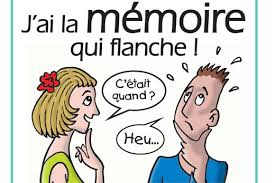 J'ai la mémoire
qui flanche !
C'était
quand ?
Heu...